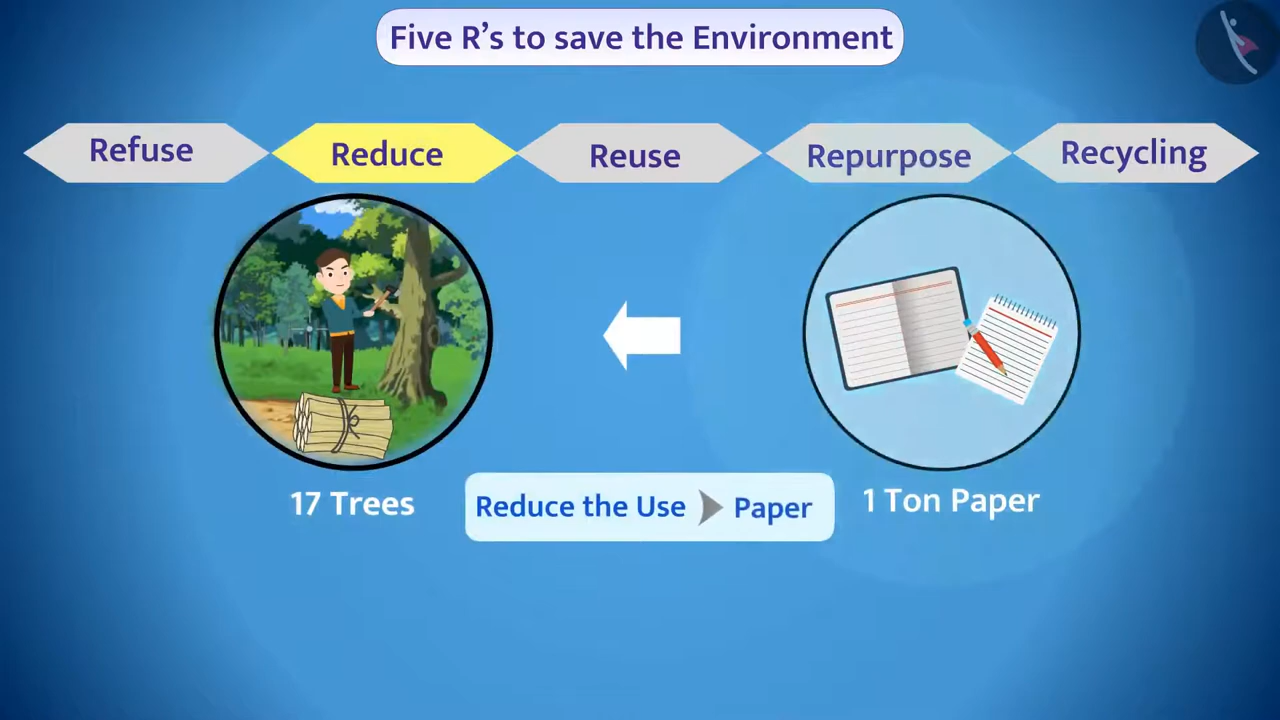 Five R’s to save the Environment
Refuse
Reduce
Reuse
Repurpose
Recycling
17 Trees
Reduce the Use
Paper
1 Ton Paper